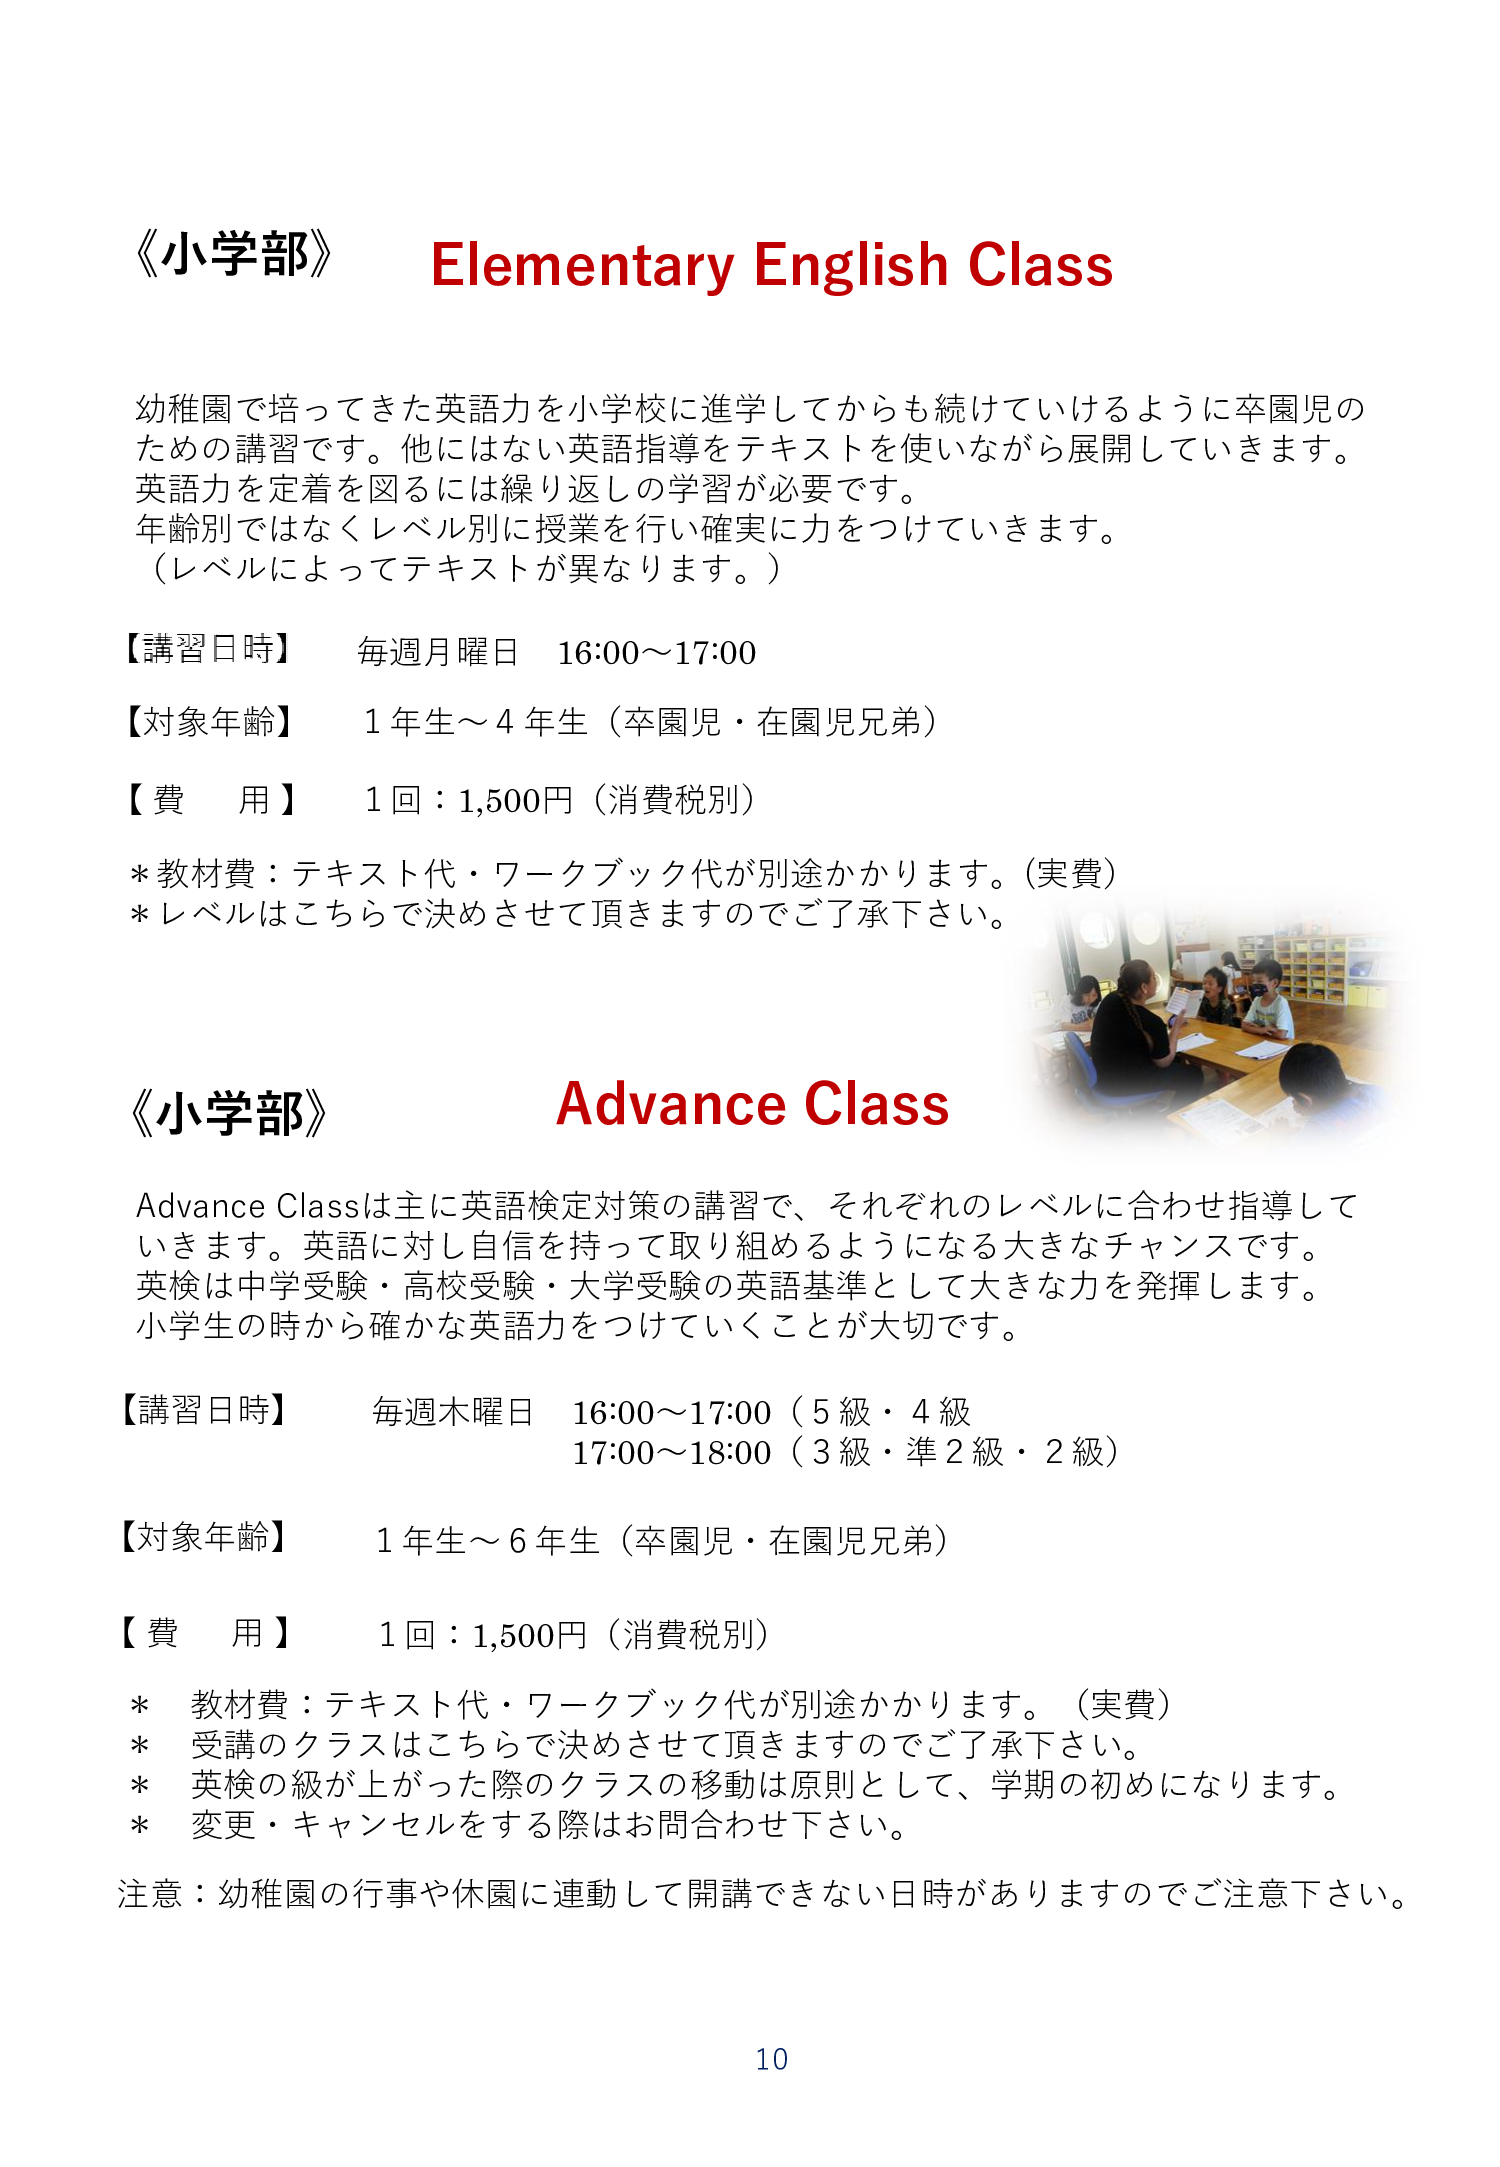 《小学部》 Elementary English Class
幼稚園で培ってきた英語力を小学校に進学してからも続けていけるように卒園児の
ための講習です。他にはない英語指導をテキストを使いながら展開していきます。
英語力を定着を図るには繰り返しの学習が必要です。
年齢別ではなくレベル別に授業を行い確実に力をつけていきます。
（レベルによってテキストが異なります。）
【講習日時】 毎週月曜日 16:00～17:00
【対象年齢】 １年生～４年生（卒園児・在園児兄弟）
【 費 用 】 １回：1,500円（消費税別）
＊教材費：テキスト代・ワークブック代が別途かかります。（実費）
＊レベルはこちらで決めさせて頂きますのでご了承下さい。
《小学部》 Advance Class
Advance Classは主に英語検定対策の講習で、それぞれのレベルに合わせ指導して
いきます。英語に対し自信を持って取り組めるようになる大きなチャンスです。
英検は中学受験・高校受験・大学受験の英語基準として大きな力を発揮します。
小学生の時から確かな英語力をつけていくことが大切です。
【講習日時】 毎週木曜日 16:00～17:00（５級・４級
17:00～18:00（３級・準２級・２級）
【対象年齢】 １年生～６年生（卒園児・在園児兄弟）
【 費 用 】 １回：1,500円（消費税別）
＊ 教材費：テキスト代・ワークブック代が別途かかります。（実費）
＊ 受講のクラスはこちらで決めさせて頂きますのでご了承下さい。
＊ 英検の級が上がった際のクラスの移動は原則として、学期の初めになります。
＊ 変更・キャンセルをする際はお問合わせ下さい。
注意：幼稚園の行事や休園に連動して開講できない日時がありますのでご注意下さい。
10